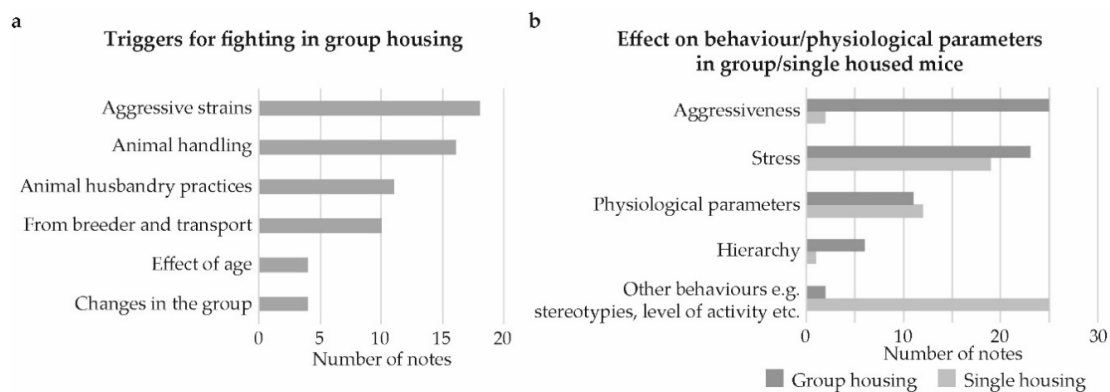 a
Triggers for fighting in group housing
Aggressive strains
Animal handling
Animal husbandry practices
From breeder and transport
Effect of age
Changes in the group
0 5 10 15 20
Number of notes
b
Effect on behaviour/physiological parameters
in group/single housed mice
Aggressiveness
Stress
Physiological parameters
Hierarchy
Other behaviours e.g.
stereotypies, level of activity etc.
0 10 20 30
Number of notes
Group housing Single housing